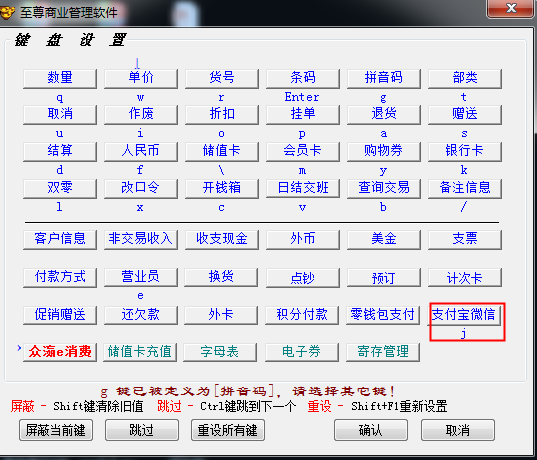 至尊商业管理软件
键 盘 设 置
数量 单价 货号 条码 拼音码 部类
q w r Enter g t
取消 作废 折扣 挂单 退货 赠送
u i o p a s
结算 人民币 储值卡 会员卡 购物券 银行卡
d f \ m y k
双零 改口令 开钱箱 日结交班 查询交易 备注信息
l x c v b /
客户信息 非交易收入 收支现金 外币 美金 支票
付款方式 营业员 换货 点钞 预订 计次卡
e
促销赠送 还欠款 外卡 积分付款 零钱包支付 支付宝微信
j
众瀛e消费 储值卡充值 字母表 电子券 寄存管理
g 键已被定义为[拼音码], 请选择其它键!
屏蔽 - Shift键清除旧值 跳过 - Ctrl键跳到下一个 重设 - Shift+F1重新设置
屏蔽当前键 跳过 重设所有键 确认 取消